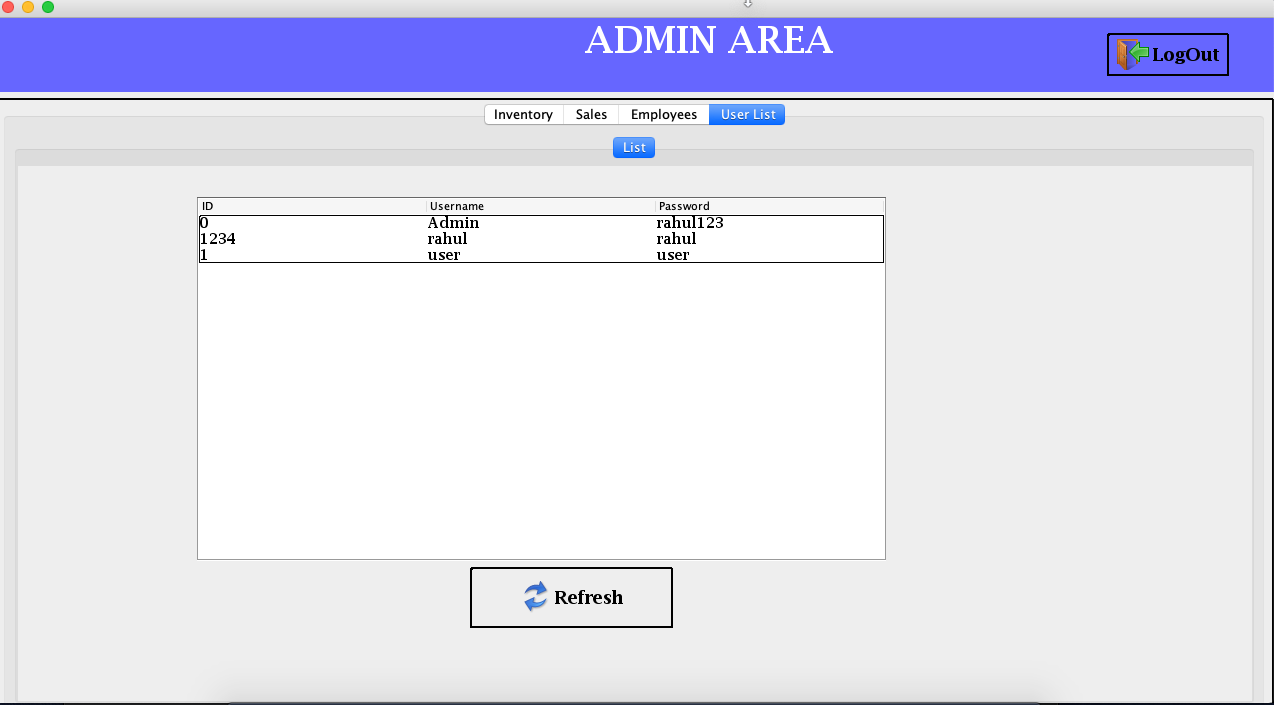 ADMIN AREA
LogOut
Inventory Sales Employees User List
List
ID Username Password
0 Admin rahul123
1234 rahul rahul
1 user user
Refresh